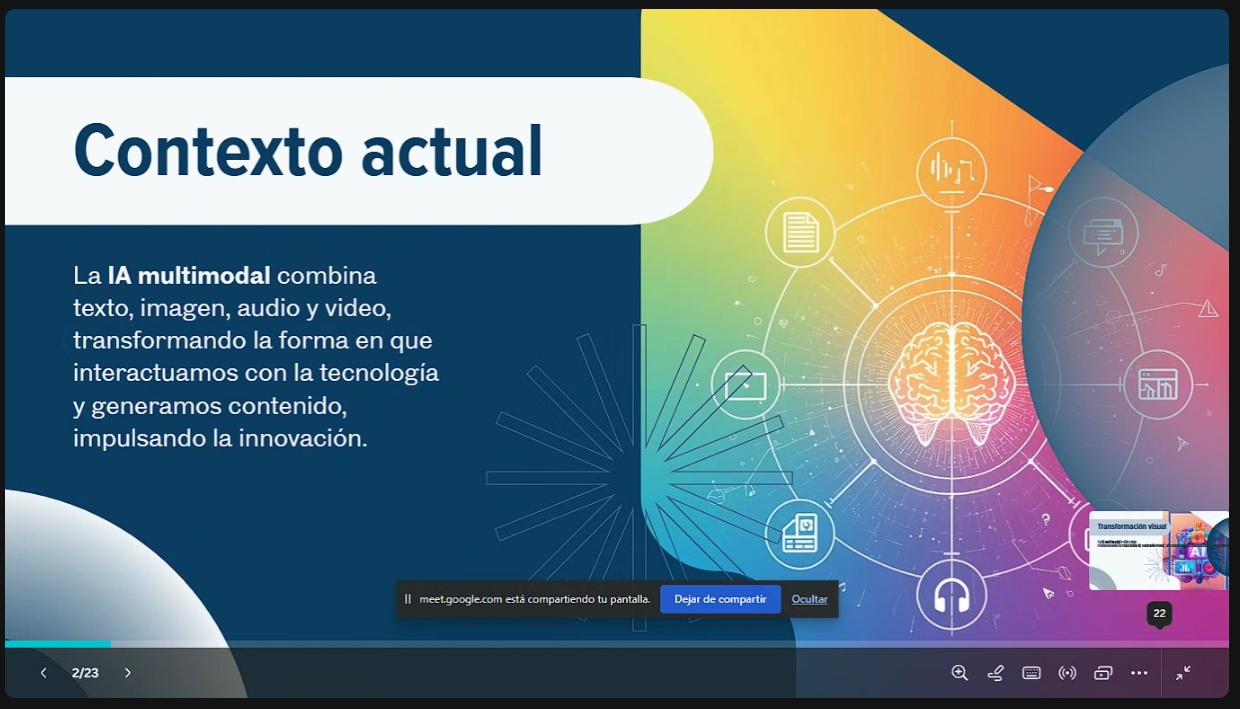 Contexto actual
La IA multimodal combina
texto, imagen, audio y video,
transformando la forma en que
interactuamos con la tecnología
y generamos contenido,
impulsando la innovación.
Transformación visual
AI
meet.google.com está compartiendo tu pantalla.
Dejar de compartir
Ocultar
22
2/23